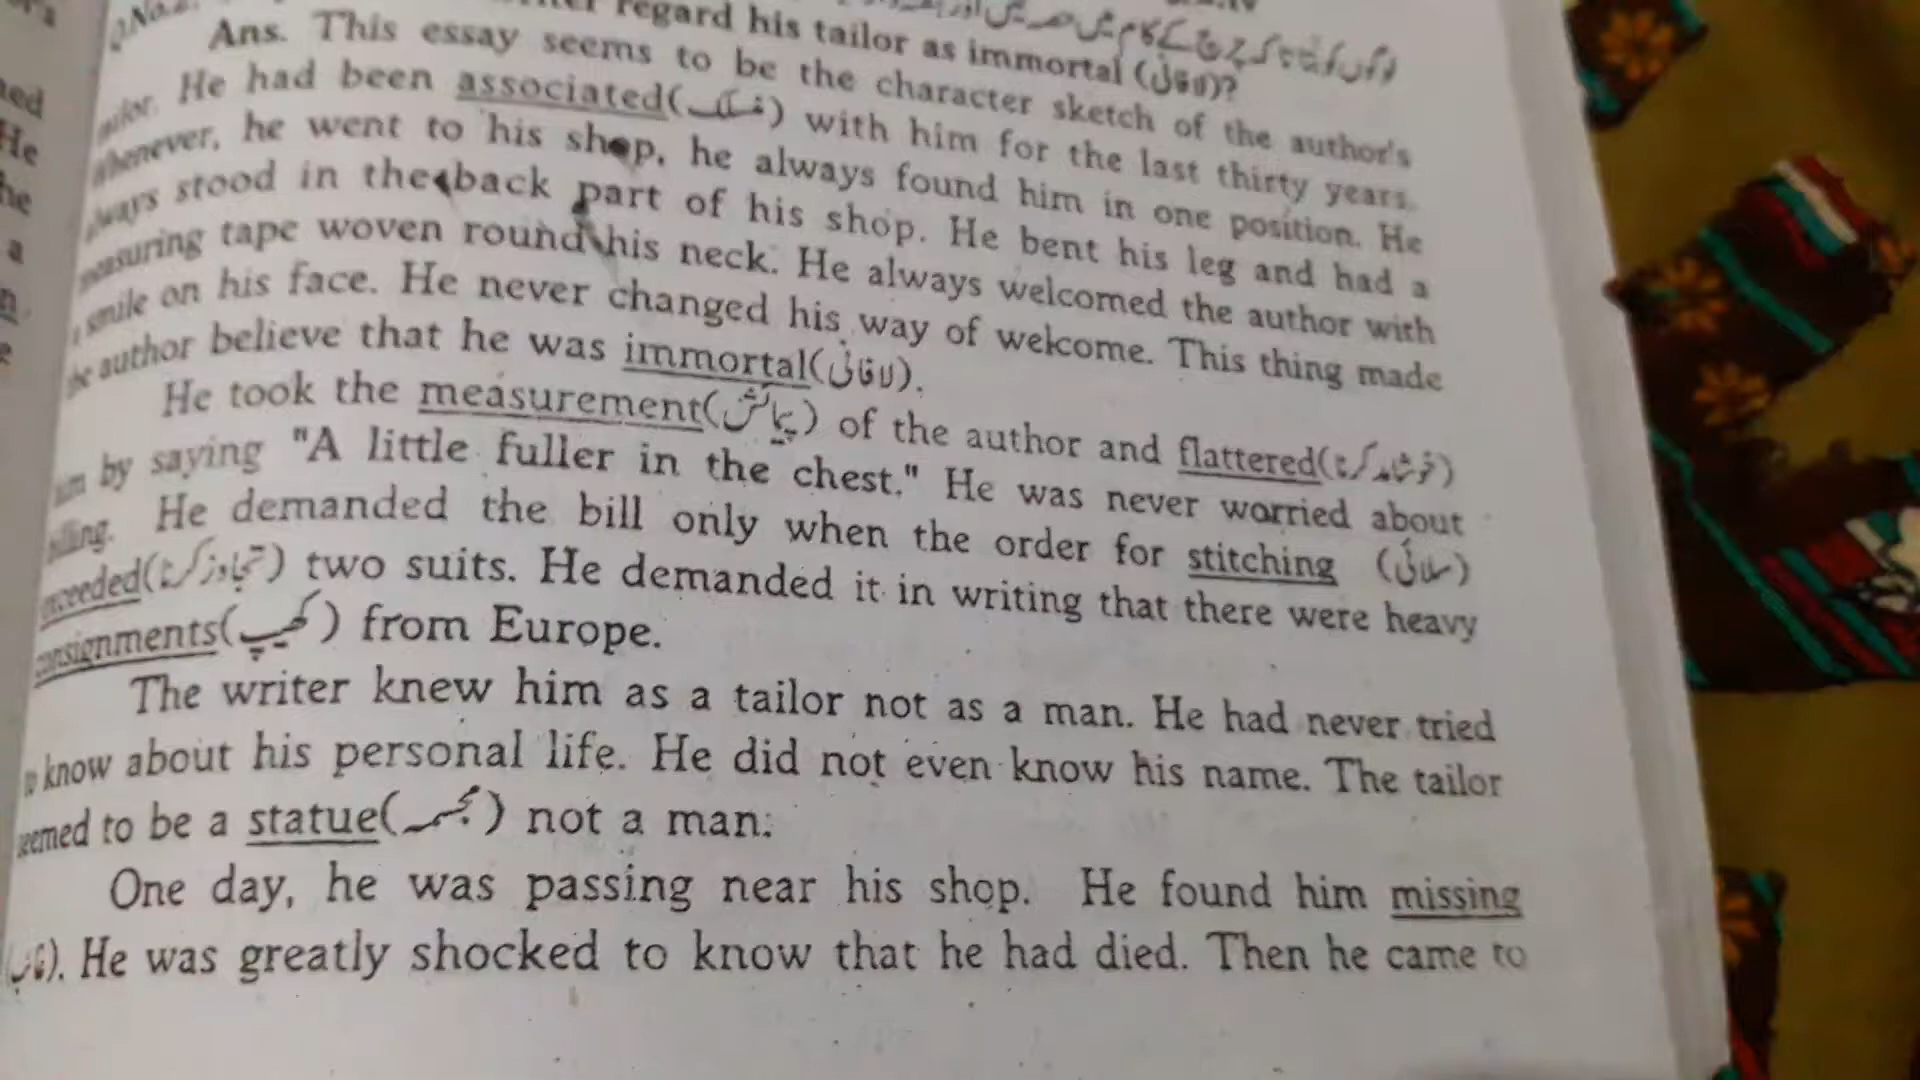 regard his tailor as immortal (لافانی)?
Ans. This essay seems to be the character sketch of the author's
tailor. He had been associated(منسلک) with him for the last thirty years.
Whenever, he went to his shop, he always found him in one position. He
always stood in the back part of his shop. He bent his leg and had a
measuring tape woven round his neck. He always welcomed the author with
a smile on his face. He never changed his way of welcome. This thing made
the author believe that he was immortal(لافانی).
He took the measurement(پیمائش) of the author and flattered(خوشامد کرنا)
him by saying "A little fuller in the chest." He was never worried about
billing. He demanded the bill only when the order for stitching (سلائی)
exceeded(تجاوز کرنا) two suits. He demanded it in writing that there were heavy
consignments(کھیپ) from Europe.
The writer knew him as a tailor not as a man. He had never tried
to know about his personal life. He did not even know his name. The tailor
seemed to be a statue(مجسمہ) not a man.
One day, he was passing near his shop. He found him missing
(غائب). He was greatly shocked to know that he had died. Then he came to